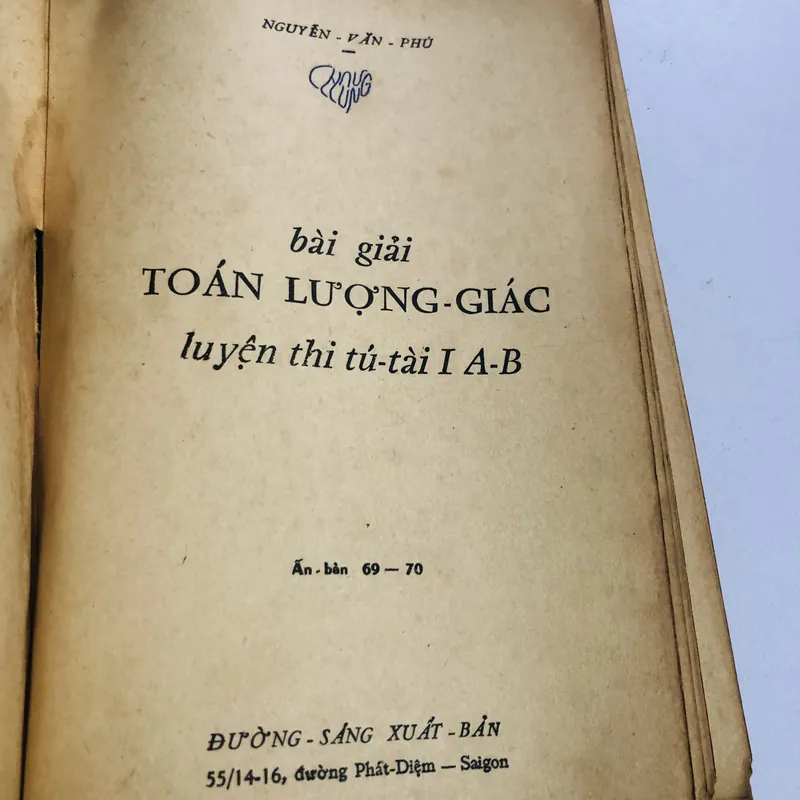 NGUYỄN - VĂN - PHÚ
bài giải
TOÁN LƯỢNG-GIÁC
luyện thi tú-tài I A-B
Ấn-bản 69 — 70
ĐƯỜNG - SÁNG XUẤT - BẢN
55/14-16, đường Phát-Diệm — Saigon